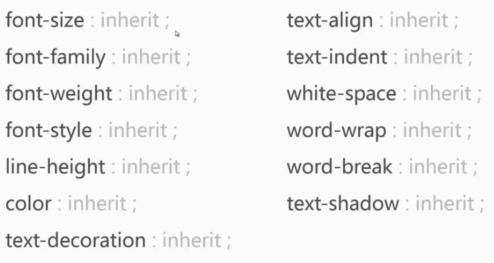 font-size : inherit ;
font-family : inherit ;
font-weight : inherit ;
font-style : inherit ;
line-height : inherit ;
color : inherit ;
text-decoration : inherit ;
text-align : inherit ;
text-indent : inherit ;
white-space : inherit ;
word-wrap : inherit ;
word-break : inherit ;
text-shadow : inherit ;